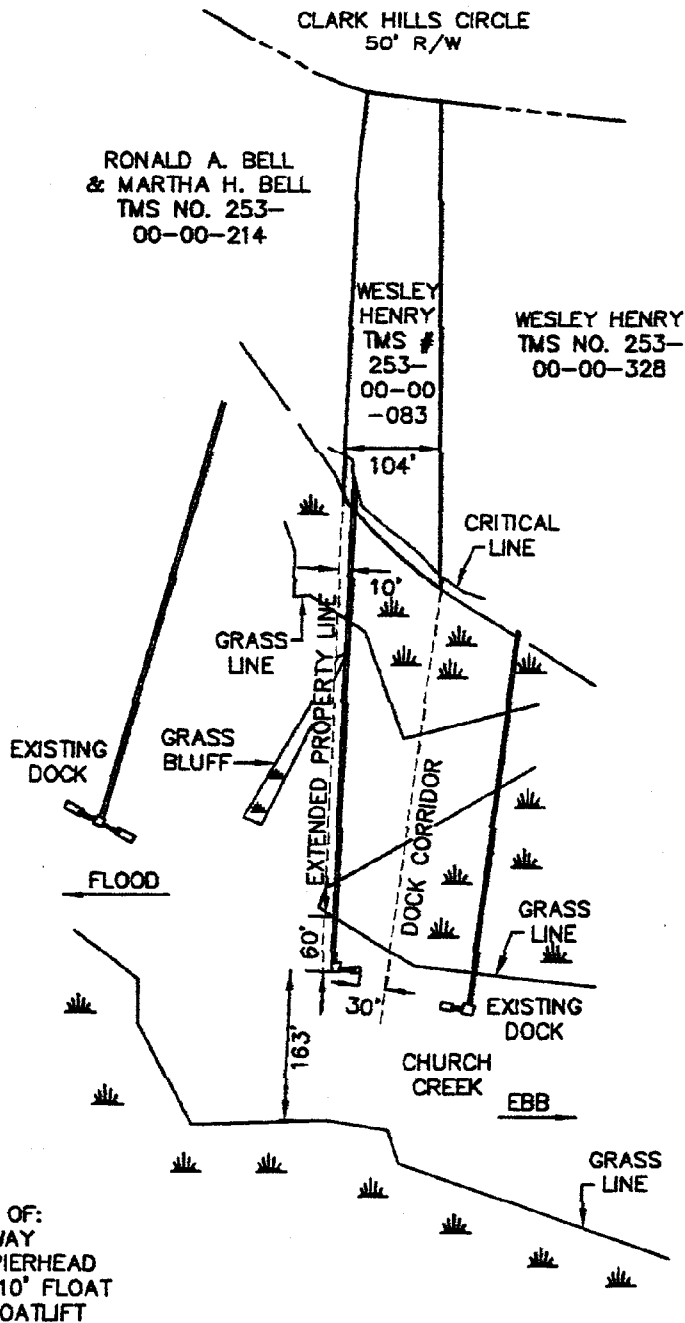 CLARK HILLS CIRCLE
50' R/W
RONALD A. BELL
& MARTHA H. BELL
TMS NO. 253-
00-00-214
WESLEY
HENRY
TMS #
253-
00-00
-083
WESLEY HENRY
TMS NO. 253-
00-00-328
104'
CRITICAL
LINE
10'
GRASS
LINE
EXTENDED PROPERTY LINE
EXISTING
DOCK
GRASS
BLUFF
DOCK CORRIDOR
FLOOD
GRASS
LINE
60'
30'
EXISTING
DOCK
163'
CHURCH
CREEK
EBB
GRASS
LINE
OF:
WAY
PIERHEAD
10' FLOAT
OATLIFT